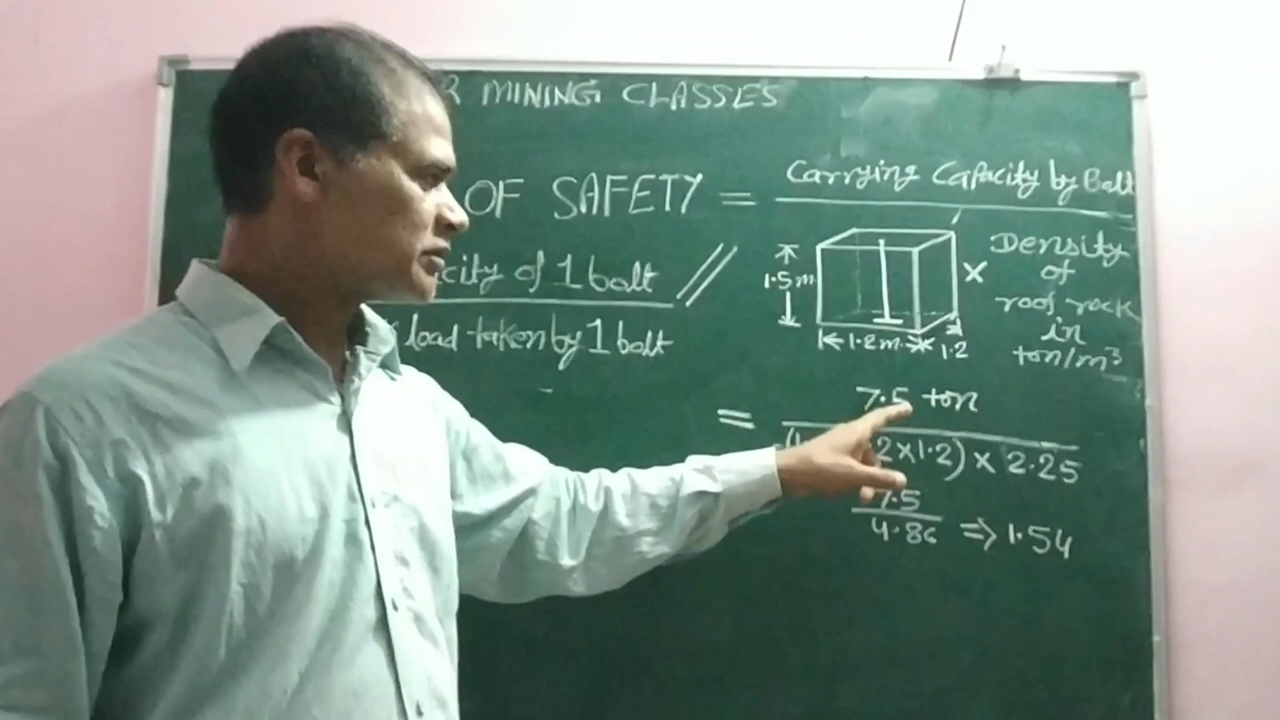 R MINING CLASSES
OF SAFETY = Carrying Capacity by Bolt
city of 1 bolt //
load taken by 1 bolt
1.5 m
1.2 m
1.2
× Density
of
roof rock
in
ton/m³
= 7.5 ton
2×1.2) × 2.25
7.5
4.86 => 1.54